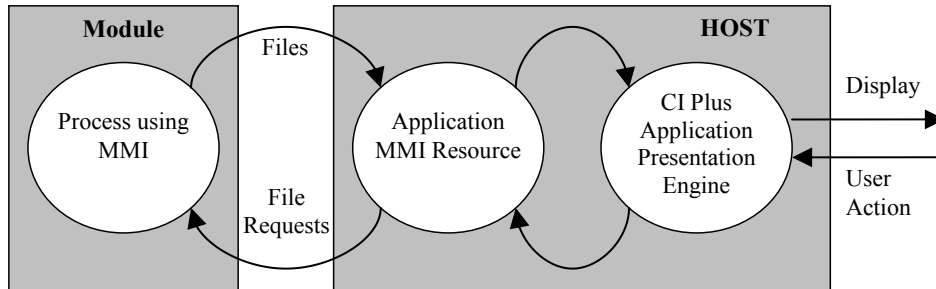 Module
HOST
Files
Process using
MMI
Application
MMI Resource
CI Plus
Application
Presentation
Engine
Display
File
Requests
User
Action